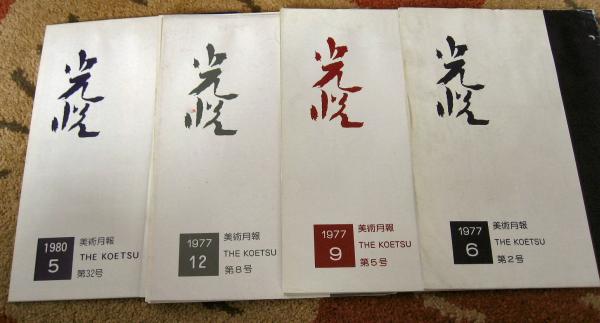 光悦
1980
5
美術月報
THE KOETSU
第32号
光悦
1977
12
美術月報
THE KOETSU
第8号
光悦
1977
9
美術月報
THE KOETSU
第5号
光悦
1977
6
美術月報
THE KOETSU
第2号